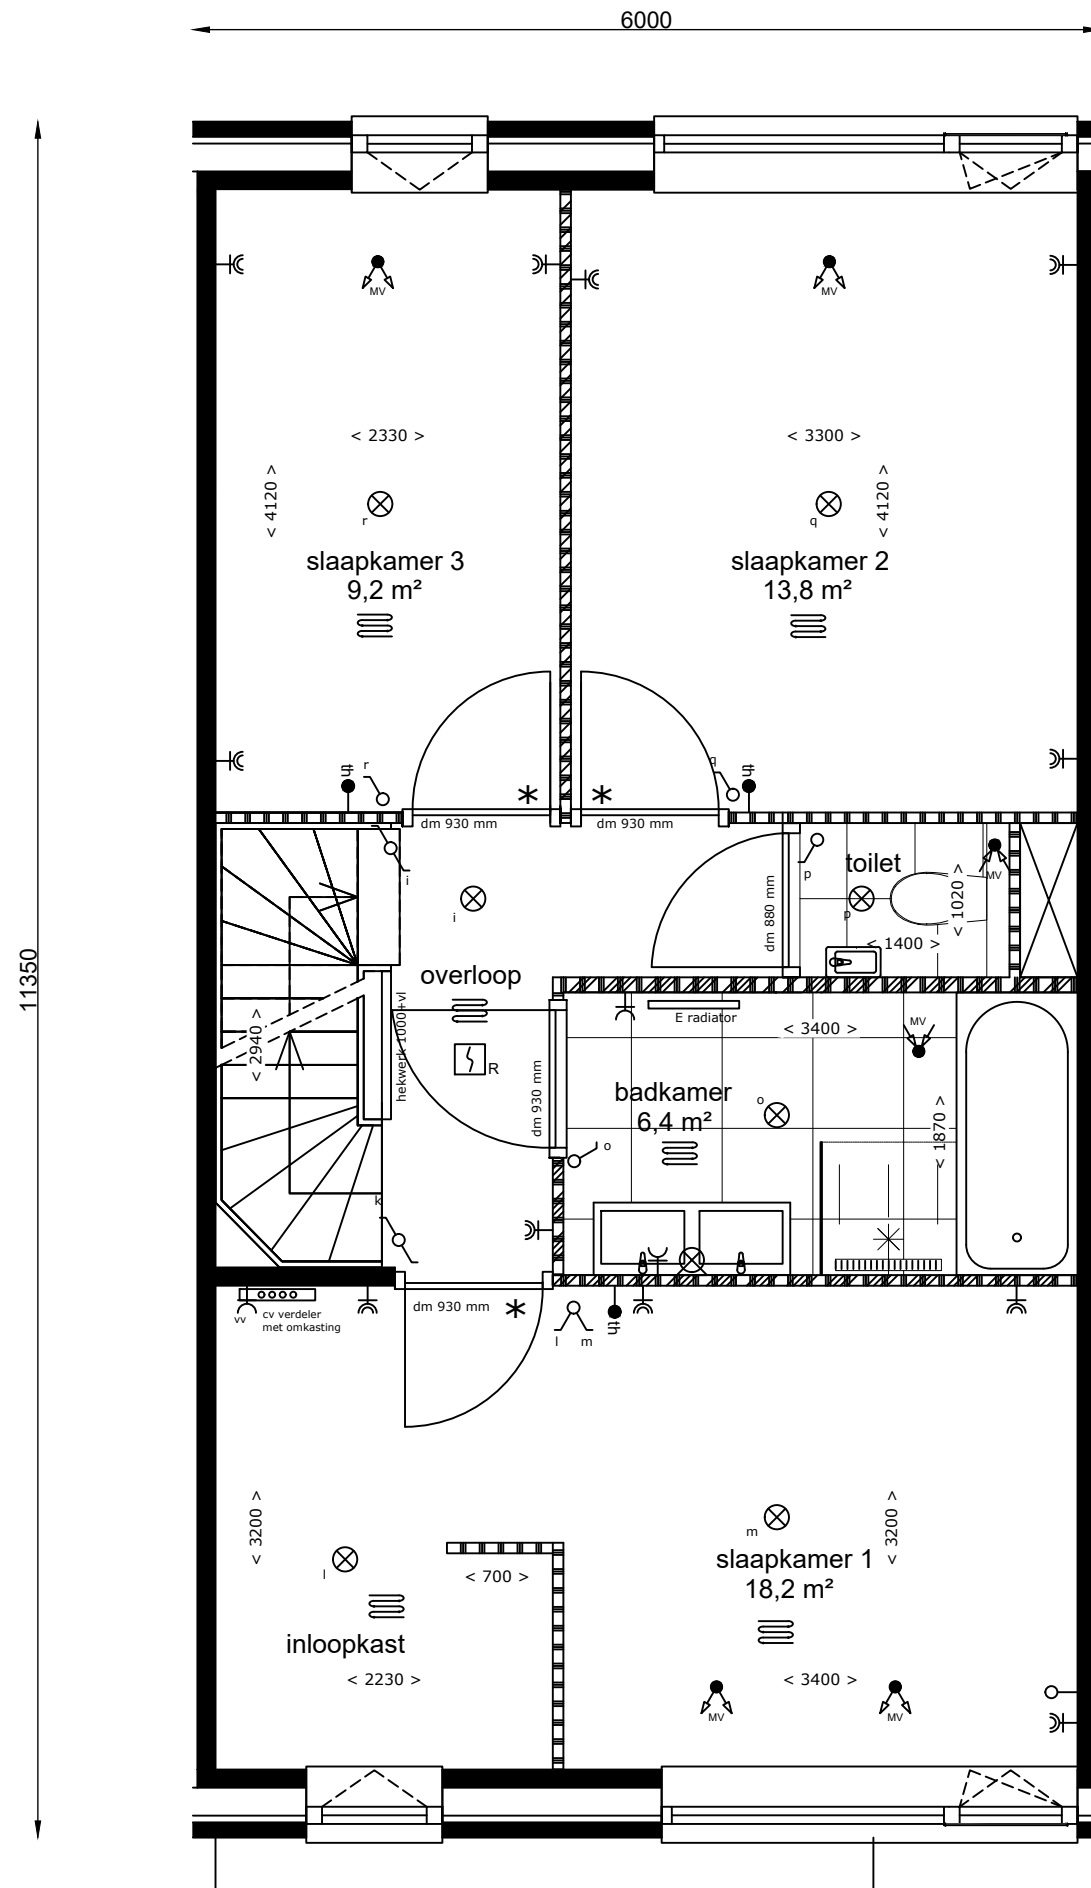 6000
11350
MV
MV
< 2330 >
< 3300 >
< 4120 >
< 4120 >
r
q
slaapkamer 3
9,2 m²
slaapkamer 2
13,8 m²
th
r
q
th
*
*
dm 930 mm
dm 930 mm
i
i
p
toilet
MV
p
< 1020 >
< 1400 >
dm 880 mm
overloop
R
hekwerk 1000+vl
< 2940 >
dm 930 mm
E radiator
< 3400 >
MV
badkamer
6,4 m²
o
o
< 1870 >
k
vv
cv verdeler
met omkasting
dm 930 mm
*
l
m
th
< 3200 >
< 3200 >
m
slaapkamer 1
18,2 m²
l
< 700 >
inloopkast
< 2230 >
< 3400 >
MV
MV